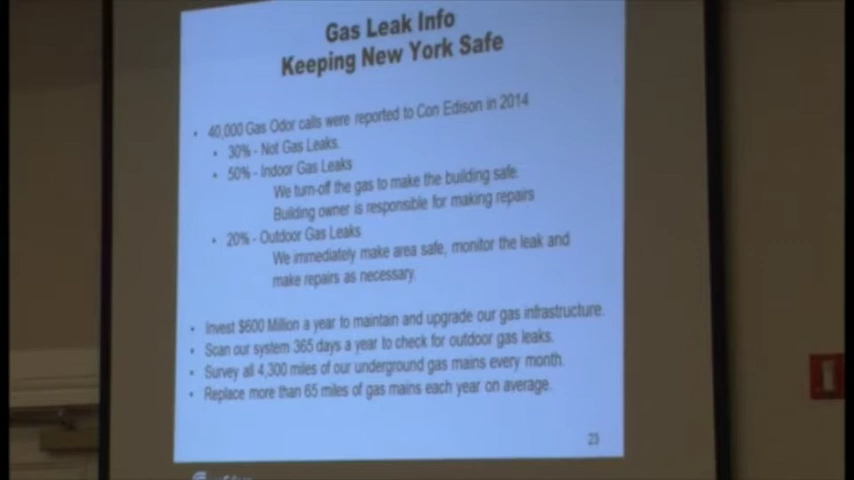 Gas Leak Info
Keeping New York Safe
• 40,000 Gas Odor calls were reported to Con Edison in 2014
• 30% - Not Gas Leaks.
• 50% - Indoor Gas Leaks
We turn-off the gas to make the building safe.
Building owner is responsible for making repairs
• 20% - Outdoor Gas Leaks
We immediately make area safe, monitor the leak and
make repairs as necessary.
• Invest $600 Million a year to maintain and upgrade our gas infrastructure.
• Scan our system 365 days a year to check for outdoor gas leaks.
• Survey all 4,300 miles of our underground gas mains every month.
• Replace more than 65 miles of gas mains each year on average.
23